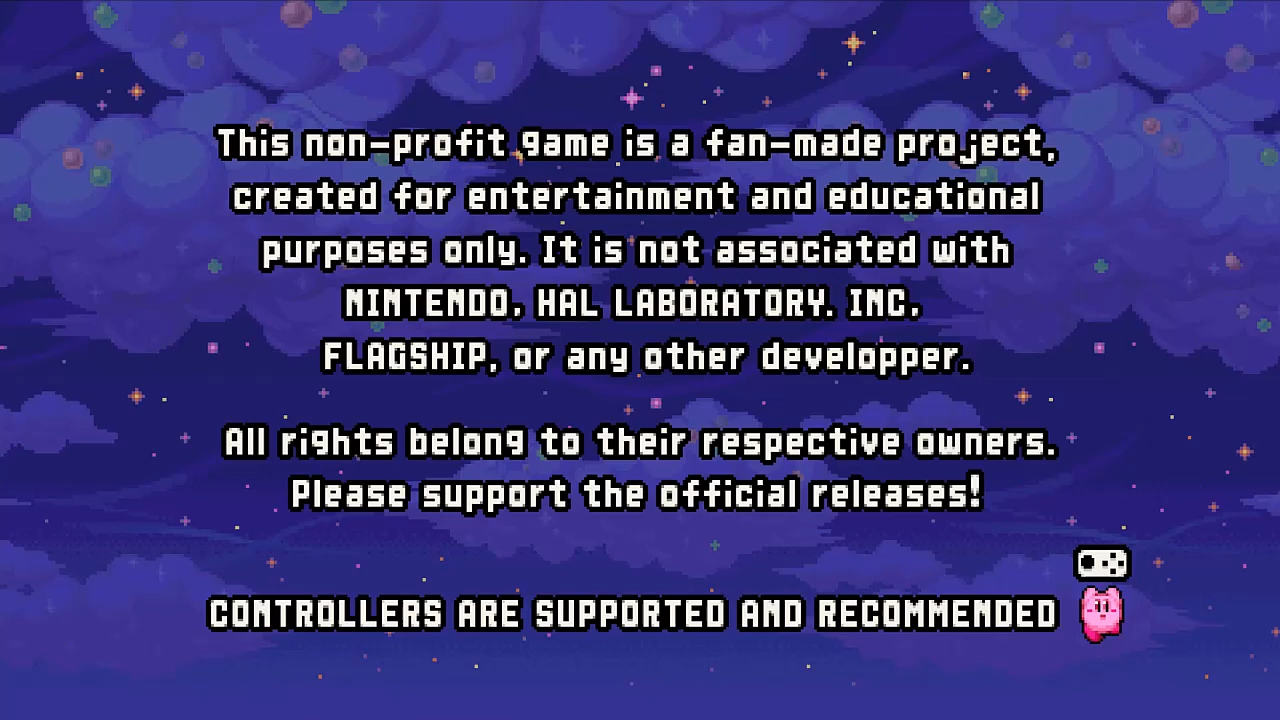 This non-profit game is a fan-made project,
created for entertainment and educational
purposes only. It is not associated with
NINTENDO, HAL LABORATORY. INC.
FLAGSHIP, or any other developper.
All rights belong to their respective owners.
Please support the official releases!
CONTROLLERS ARE SUPPORTED AND RECOMMENDED